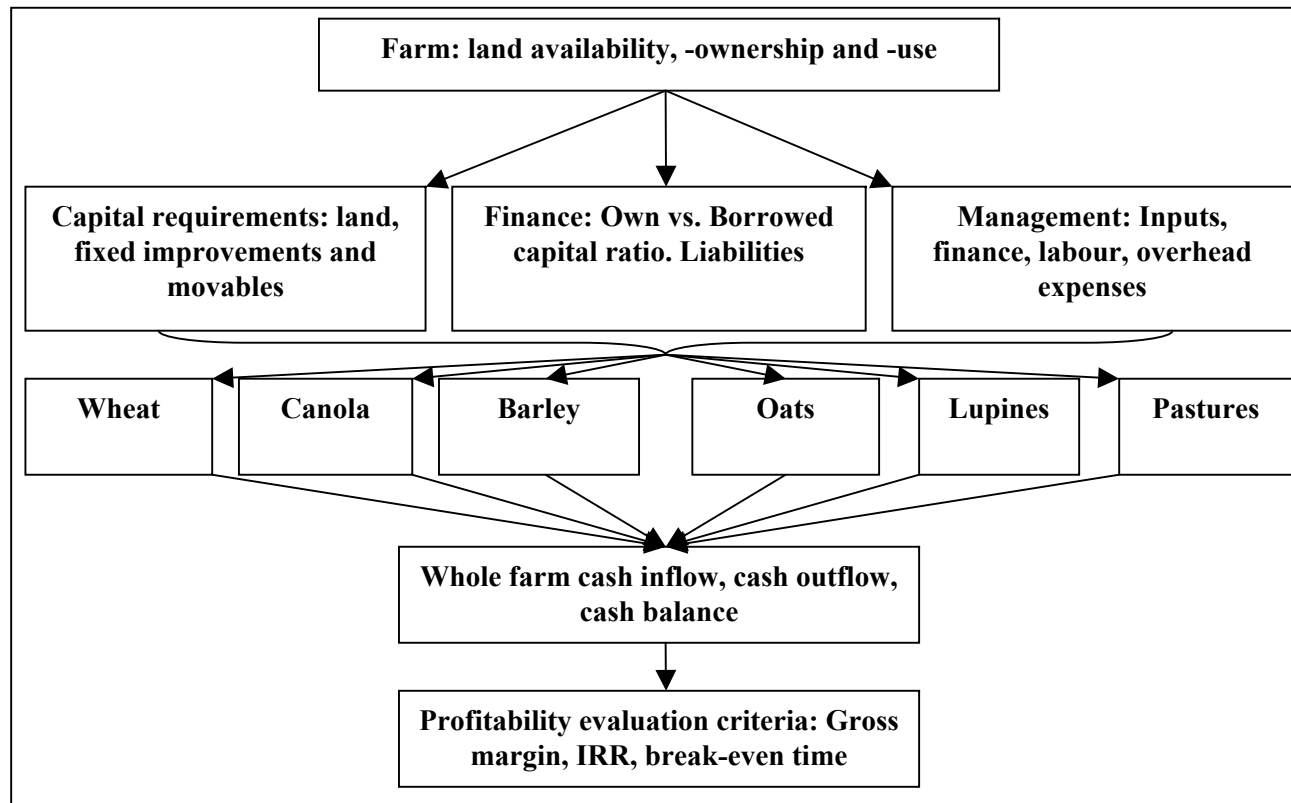 Farm: land availability, -ownership and -use
Capital requirements: land,
fixed improvements and
movables
Finance: Own vs. Borrowed
capital ratio. Liabilities
Management: Inputs,
finance, labour, overhead
expenses
Wheat
Canola
Barley
Oats
Lupines
Pastures
Whole farm cash inflow, cash outflow,
cash balance
Profitability evaluation criteria: Gross
margin, IRR, break-even time